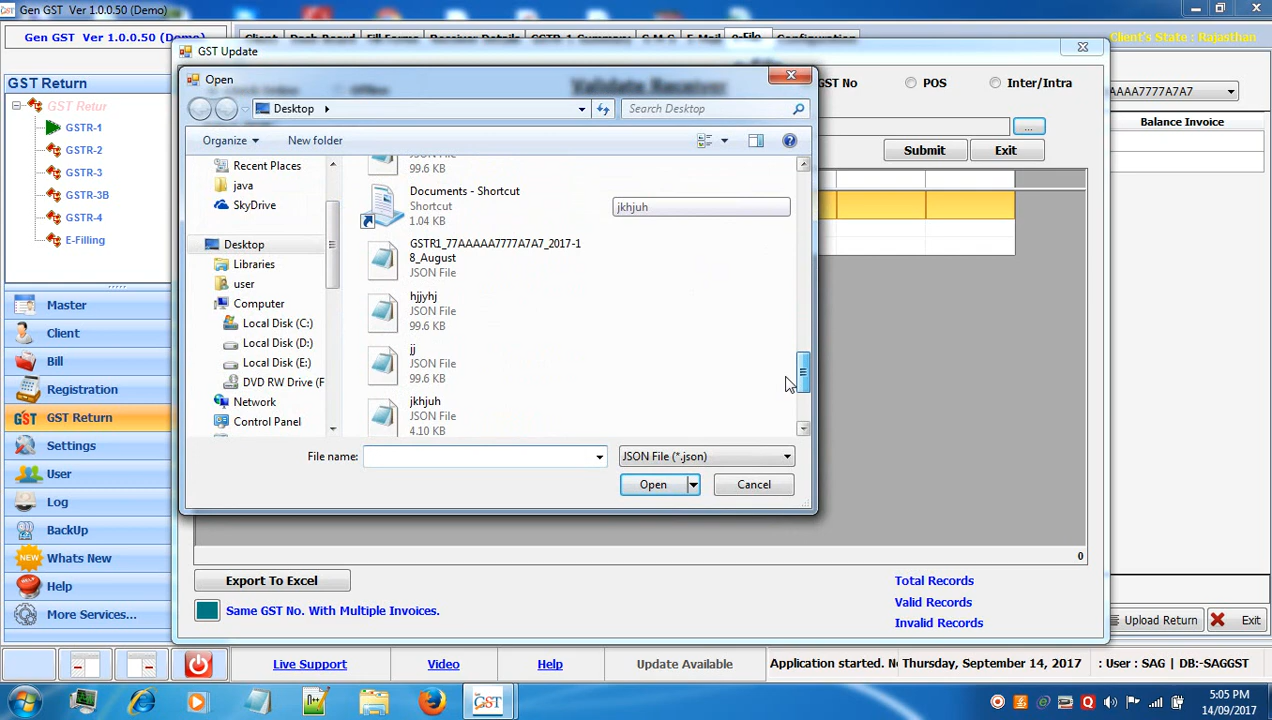 Gen GST Ver 1.0.0.50 (Demo)
Gen GST Ver 1.0.0.50 (Demo)
Client's State : Rajasthan
GST Update
GST Return
GST Retur
GSTR-1
GSTR-2
GSTR-3
GSTR-3B
GSTR-4
E-Filling
Master
Client
Bill
Registration
GST Return
Settings
User
Log
BackUp
NEW Whats New
Help
More Services...
Open
Desktop
Search Desktop
Organize
New folder
Recent Places
java
SkyDrive
Desktop
Libraries
user
Computer
Local Disk (C:)
Local Disk (D:)
Local Disk (E:)
DVD RW Drive (F
Network
Control Panel
JSON File
99.6 KB
Documents - Shortcut
Shortcut
1.04 KB
GSTR1_77AAAAA7777A7A7_2017-1
8_August
JSON File
hjjyhj
JSON File
99.6 KB
jj
JSON File
99.6 KB
jkhjuh
JSON File
4.10 KB
jkhjuh
File name:
JSON File (*.json)
Open
Cancel
GST No
POS
Inter/Intra
AAAA7777A7A7
Balance Invoice
...
Submit
Exit
0
Export To Excel
Same GST No. With Multiple Invoices.
Total Records
Valid Records
Invalid Records
Upload Return
Exit
Live Support
Video
Help
Update Available
Application started. N
Thursday, September 14, 2017
: User : SAG | DB:-SAGGST
5:05 PM
14/09/2017